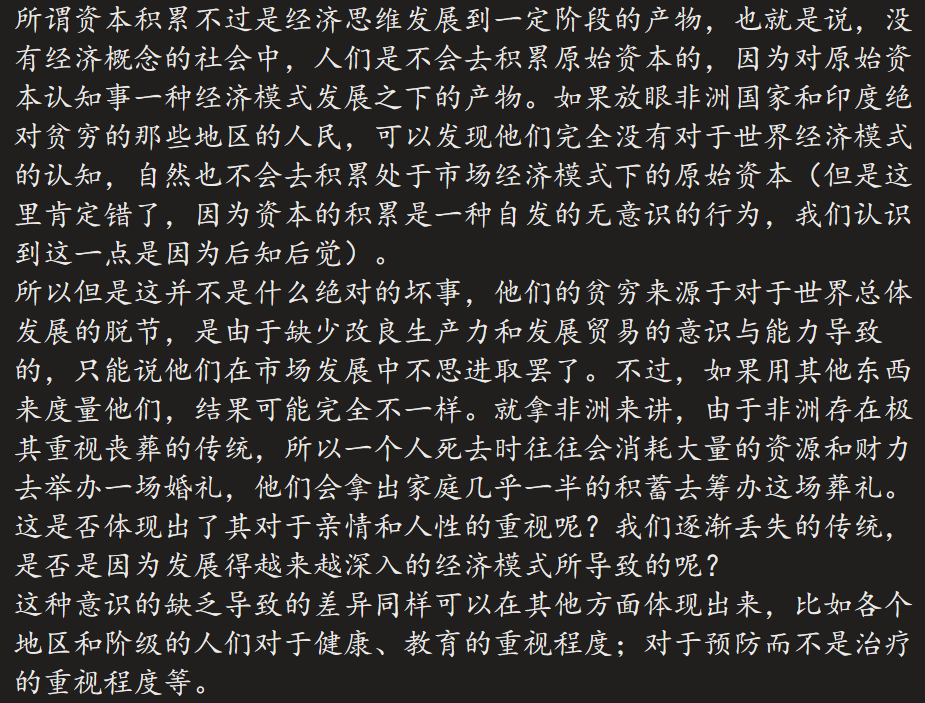 所谓资本积累不过是经济思维发展到一定阶段的产物，也就是说，没
有经济概念的社会中，人们是不会去积累原始资本的，因为对原始资
本认知事一种经济模式发展之下的产物。如果放眼非洲国家和印度绝
对贫穷的那些地区的人民，可以发现他们完全没有对于世界经济模式
的认知，自然也不会去积累处于市场经济模式下的原始资本（但是这
里肯定错了，因为资本的积累是一种自发的无意识的行为，我们认识
到这一点是因为后知后觉）。
所以但是这并不是什么绝对的坏事，他们的贫穷来源于对于世界总体
发展的脱节，是由于缺少改良生产力和发展贸易的意识与能力导致
的，只能说他们在市场发展中不思进取罢了。不过，如果用其他东西
来度量他们，结果可能完全不一样。就拿非洲来讲，由于非洲存在极
其重视丧葬的传统，所以一个人死去时往往会消耗大量的资源和财力
去举办一场婚礼，他们会拿出家庭几乎一半的积蓄去筹办这场葬礼。
这是否体现出了其对于亲情和人性的重视呢？我们逐渐丢失的传统，
是否是因为发展得越来越深入的经济模式所导致的呢？
这种意识的缺乏导致的差异同样可以在其他方面体现出来，比如各个
地区和阶级的人们对于健康、教育的重视程度；对于预防而不是治疗
的重视程度等。